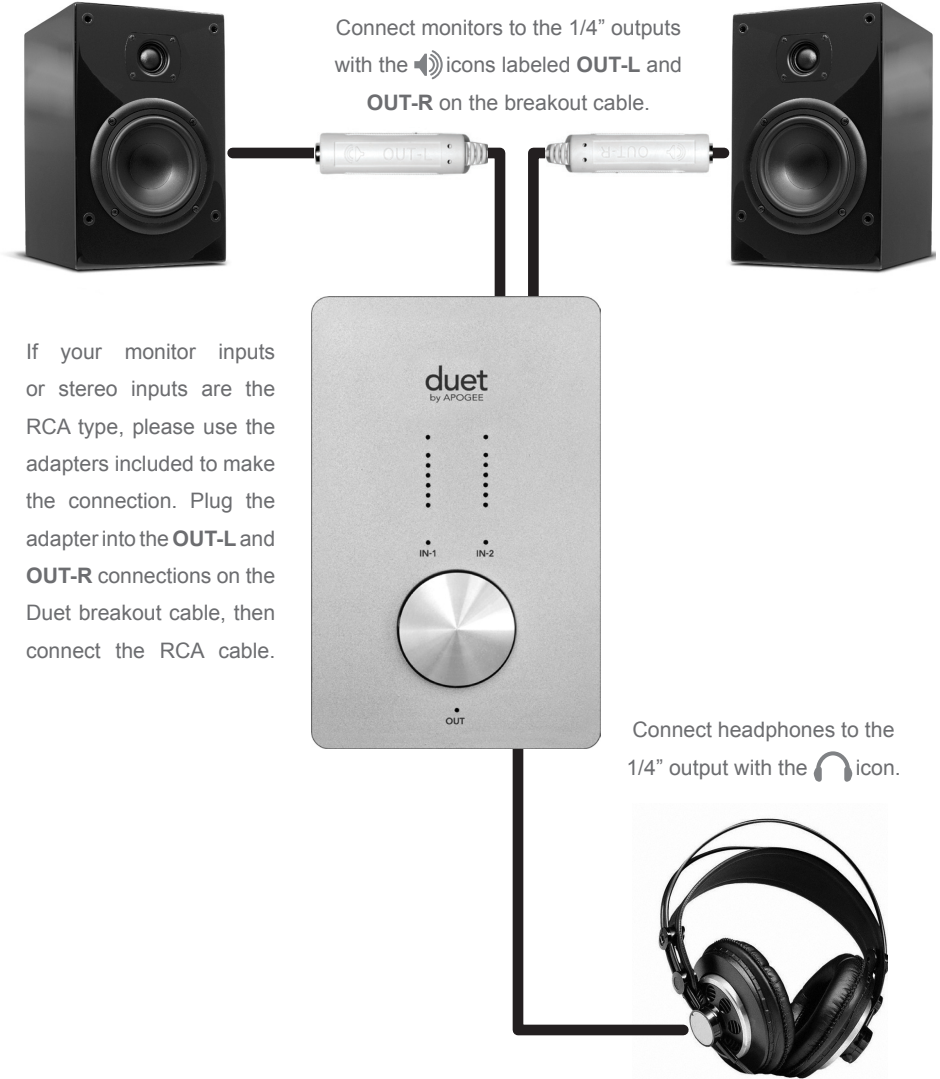 Connect monitors to the 1/4” outputs
with the icons labeled OUT-L and
OUT-R on the breakout cable.
OUT-L
OUT-R
If your monitor inputs
or stereo inputs are the
RCA type, please use the
adapters included to make
the connection. Plug the
adapter into the OUT-L and
OUT-R connections on the
Duet breakout cable, then
connect the RCA cable.
duet
by APOGEE
IN-1
IN-2
OUT
Connect headphones to the
1/4” output with the icon.